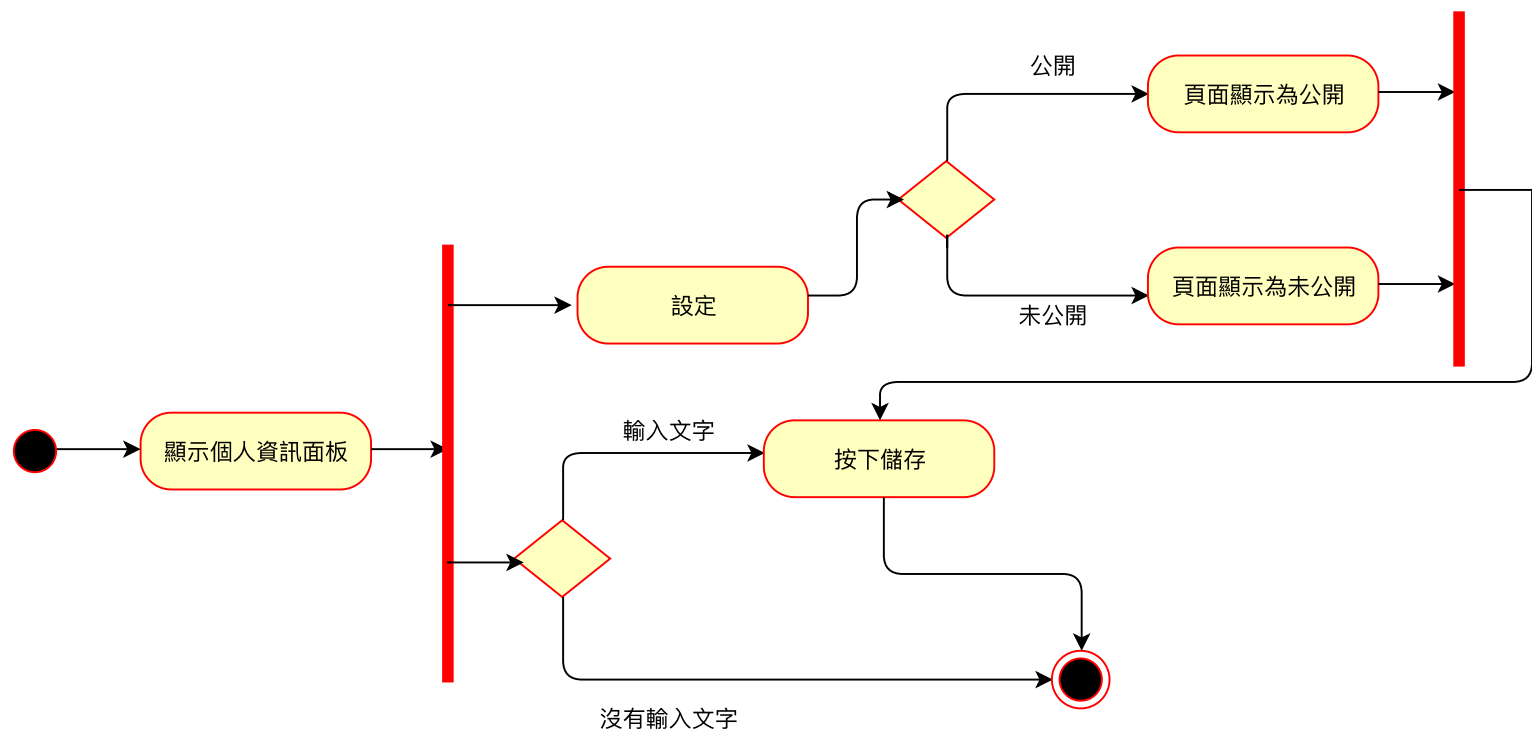 公開
頁面顯示為公開
設定
頁面顯示為未公開
未公開
輸入文字
顯示個人資訊面板
按下儲存
沒有輸入文字